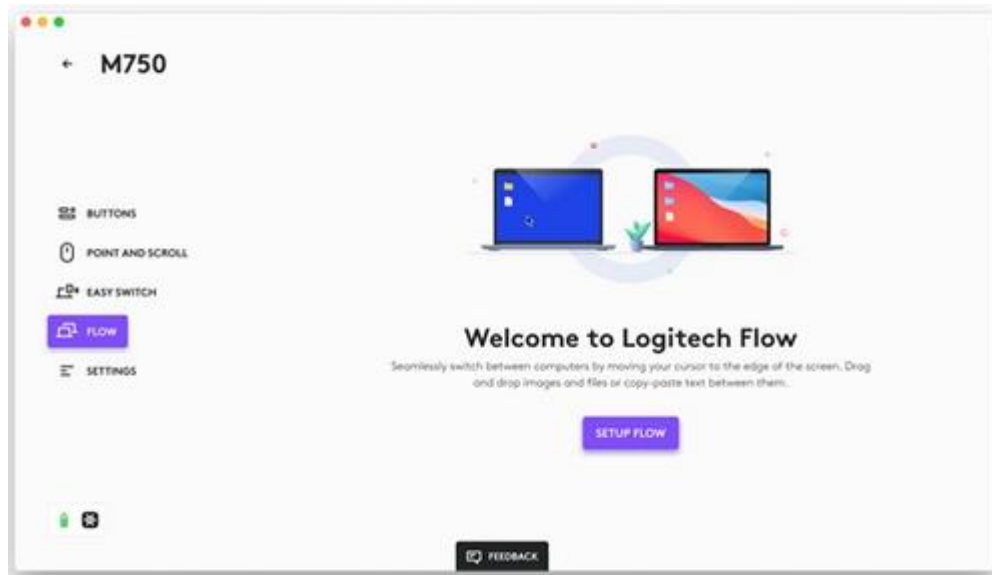 M750
BUTTONS
POINT AND SCROLL
EASY SWITCH
FLOW
SETTINGS
Welcome to Logitech Flow
Seamlessly switch between computers by moving your cursor to the edge of the screen. Drag
and drop images and files or copy-paste text between them.
SETUP FLOW
FEEDBACK